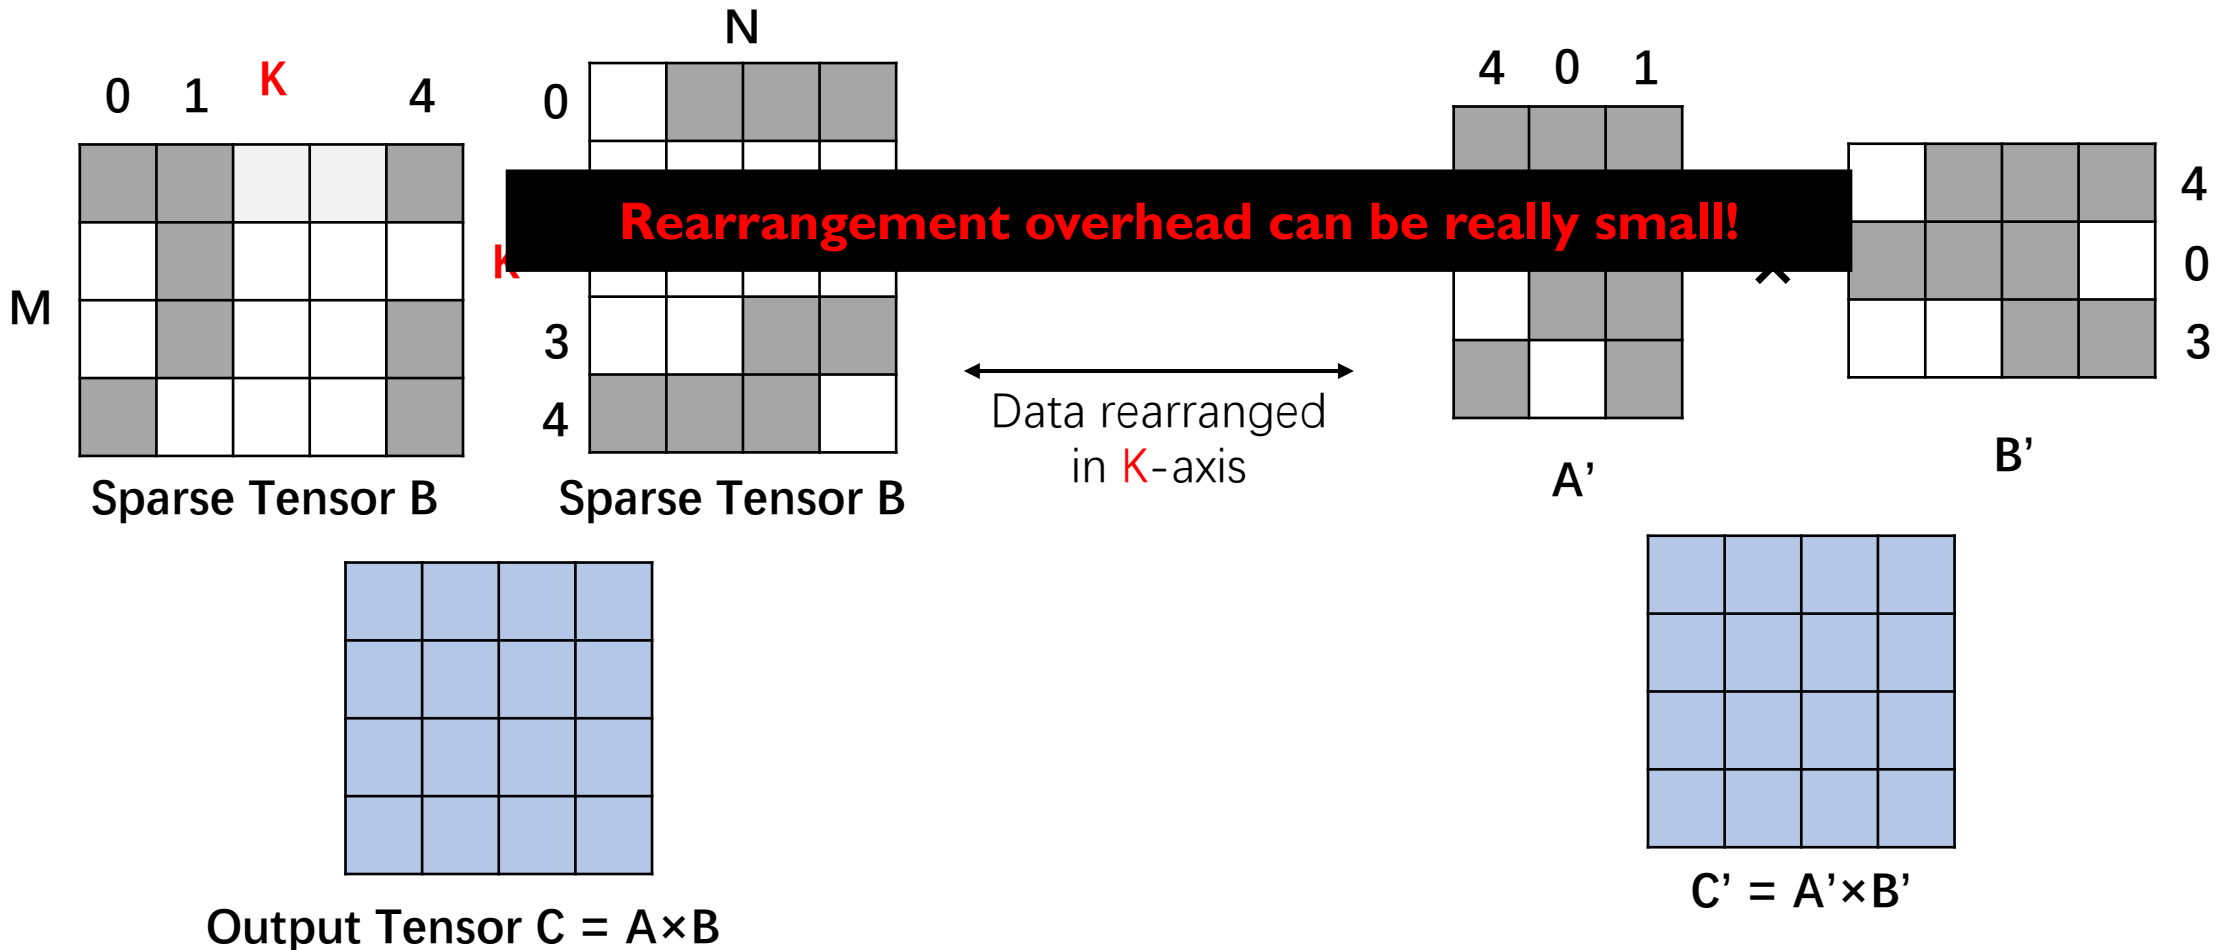 N
0 1 K 4
0
4 0 1
Rearrangement overhead can be really small!
M
K
3
4
×
4
0
3
Data rearranged
in K-axis
Sparse Tensor B
Sparse Tensor B
A’
B’
Output Tensor C = A×B
C’ = A’×B’